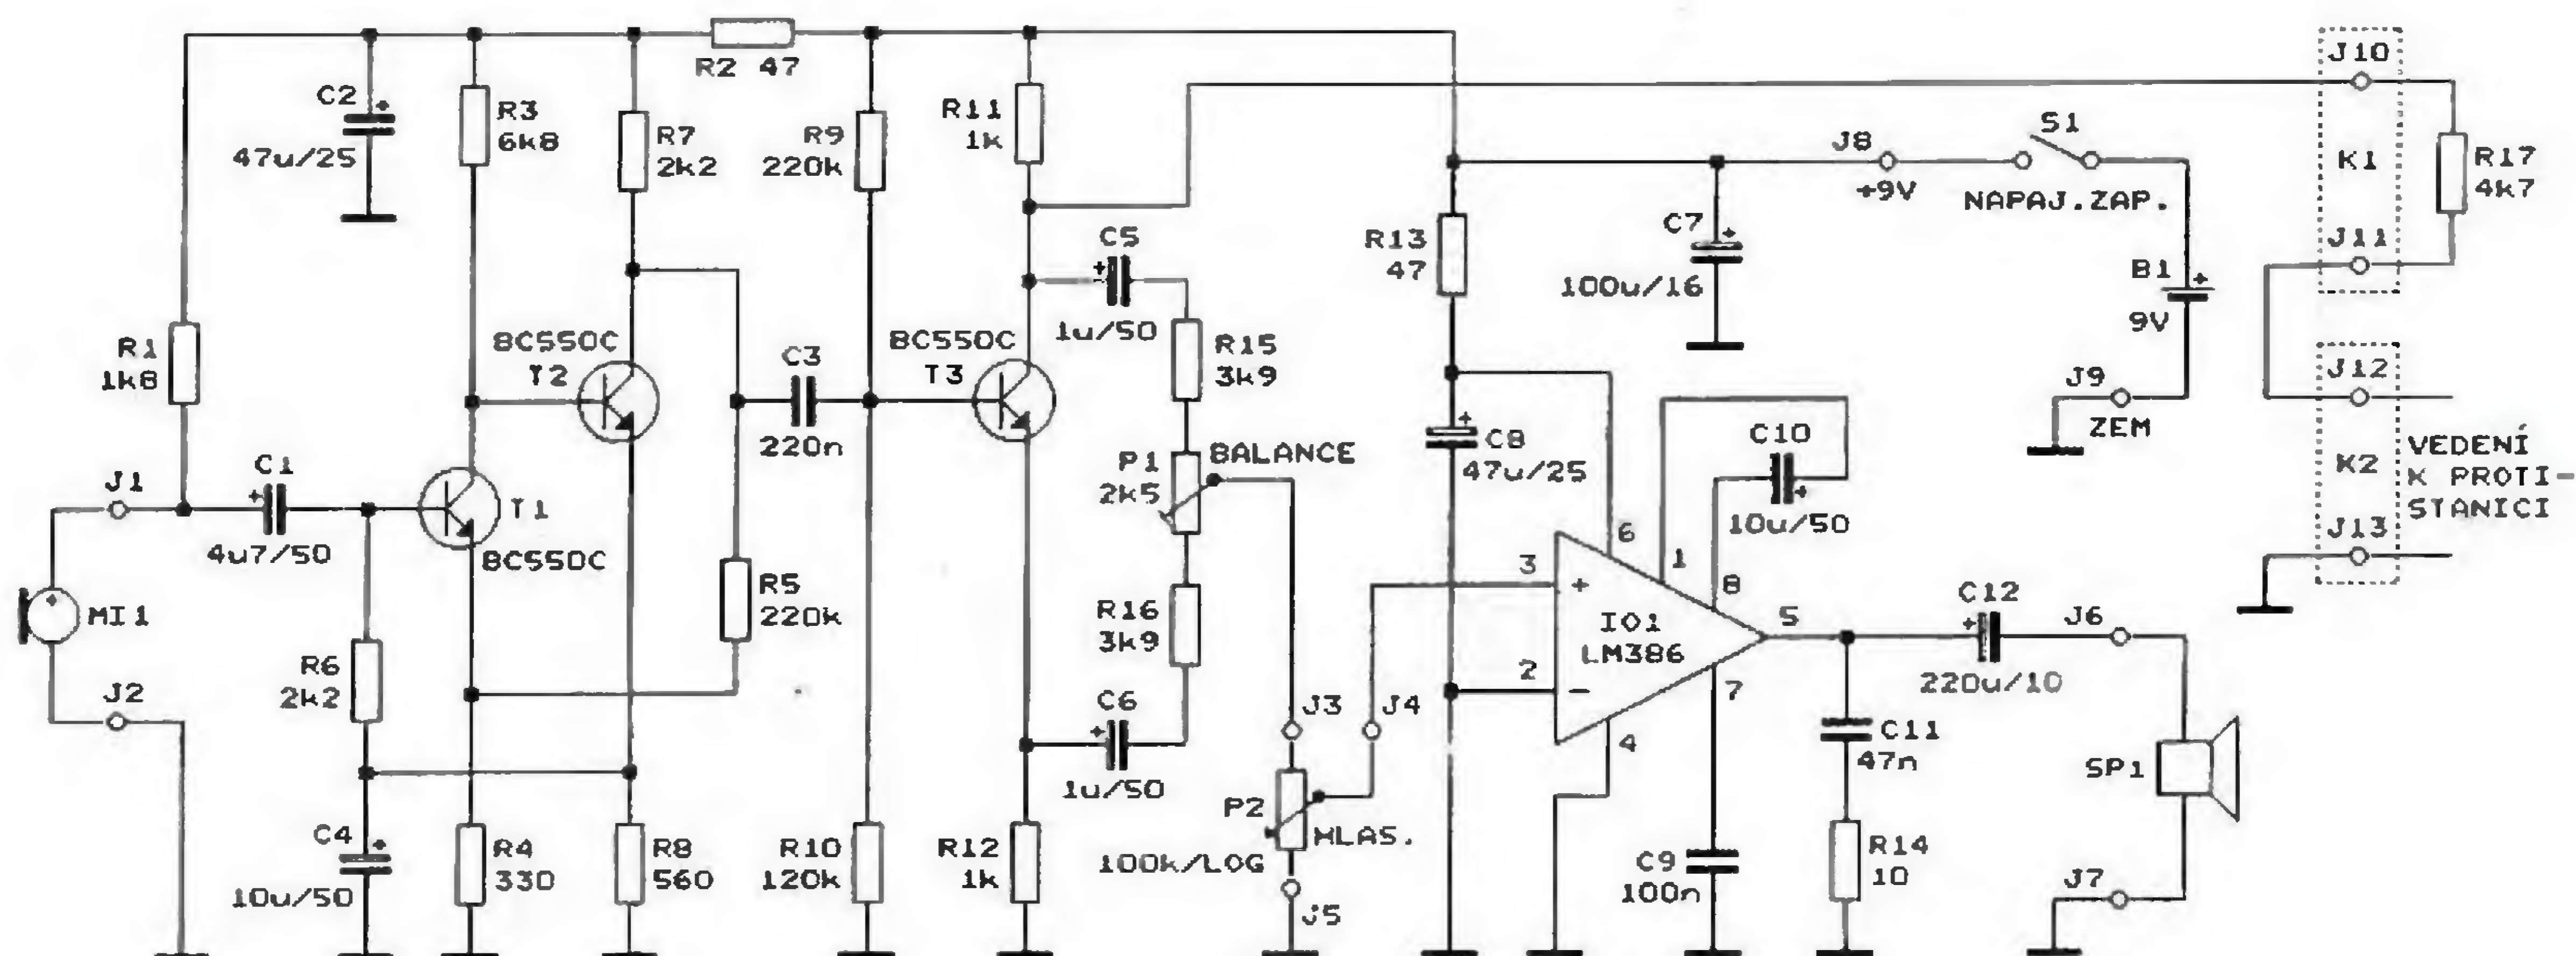 R2 47
C2
47u/25
R3
6k8
R7
2k2
R9
220k
R11
1k
J10
K1
J11
R17
4k7
S1
J8
+9V
NAPAJ.ZAP.
C7
100u/16
R13
47
B1
9V
J9
ZEM
J12
K2
J13
VEDENÍ
K PROTI-
STANICI
C5
1u/50
R1
1k8
BC550C
T2
C3
220n
BC550C
T3
R15
3k9
P1
2k5
BALANCE
C8
47u/25
C10
10u/50
J1
C1
4u7/50
T1
BC550C
MI1
J2
R6
2k2
R5
220k
R16
3k9
C6
1u/50
J3
J4
3
+
2
-
6
1
8
IO1
LM386
5
7
4
C12
220u/10
J6
C11
47n
SP1
C4
10u/50
R4
330
R8
560
R10
120k
R12
1k
P2
100k/LOG
HLAS.
J5
C9
100n
R14
10
J7